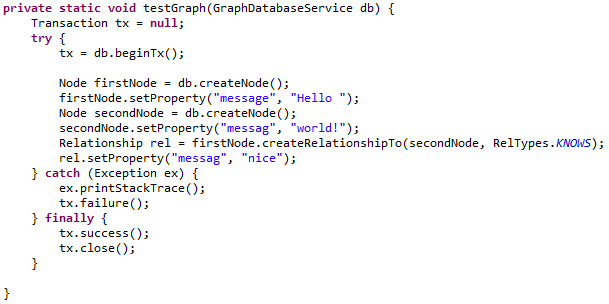 private static void testGraph(GraphDatabaseService db) {
    Transaction tx = null;
    try {
        tx = db.beginTx();

        Node firstNode = db.createNode();
        firstNode.setProperty("message", "Hello ");
        Node secondNode = db.createNode();
        secondNode.setProperty("messag", "world!");
        Relationship rel = firstNode.createRelationshipTo(secondNode, RelTypes.KNOWS);
        rel.setProperty("messag", "nice");
    } catch (Exception ex) {
        ex.printStackTrace();
        tx.failure();
    } finally {
        tx.success();
        tx.close();
    }

}